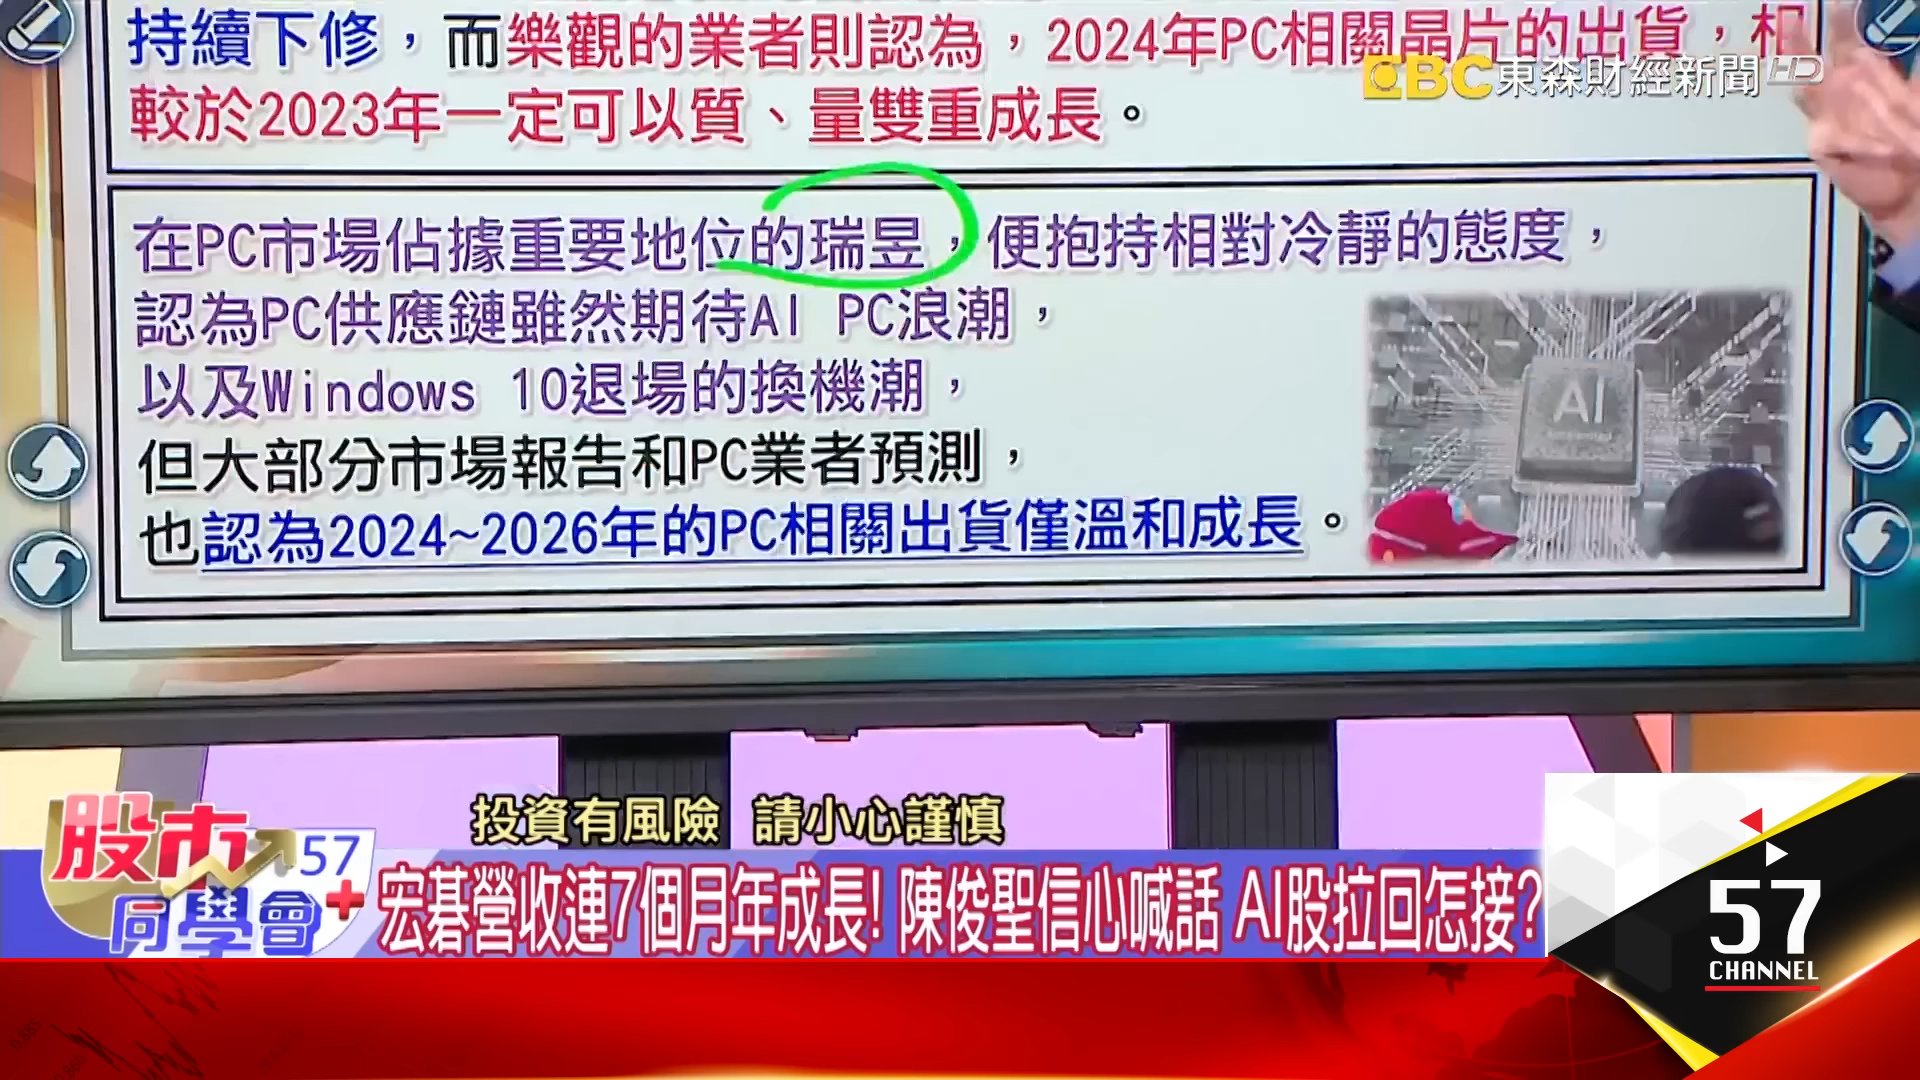 持續下修，而樂觀的業者則認為，2024年PC相關晶片的出貨，相
較於2023年一定可以質、量雙重成長。
EBC東森財經新聞HD
在PC市場佔據重要地位的瑞昱，便抱持相對冷靜的態度，
認為PC供應鏈雖然期待AI PC浪潮，
以及Windows 10退場的換機潮，
但大部分市場報告和PC業者預測，
也認為2024~2026年的PC相關出貨僅溫和成長。
AI
投資有風險 請小心謹慎
股市同學會+ 57
宏碁營收連7個月年成長! 陳俊聖信心喊話 AI股拉回怎接?
57
CHANNEL